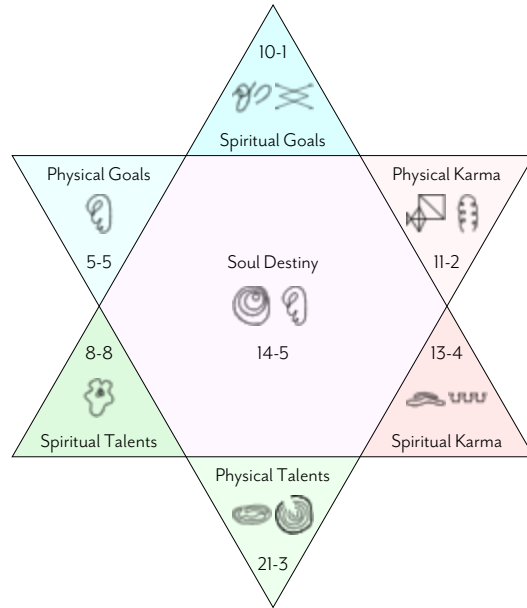 10-1
Spiritual Goals
Physical Goals
5-5
Physical Karma
11-2
Soul Destiny
14-5
8-8
Spiritual Talents
13-4
Spiritual Karma
Physical Talents
21-3